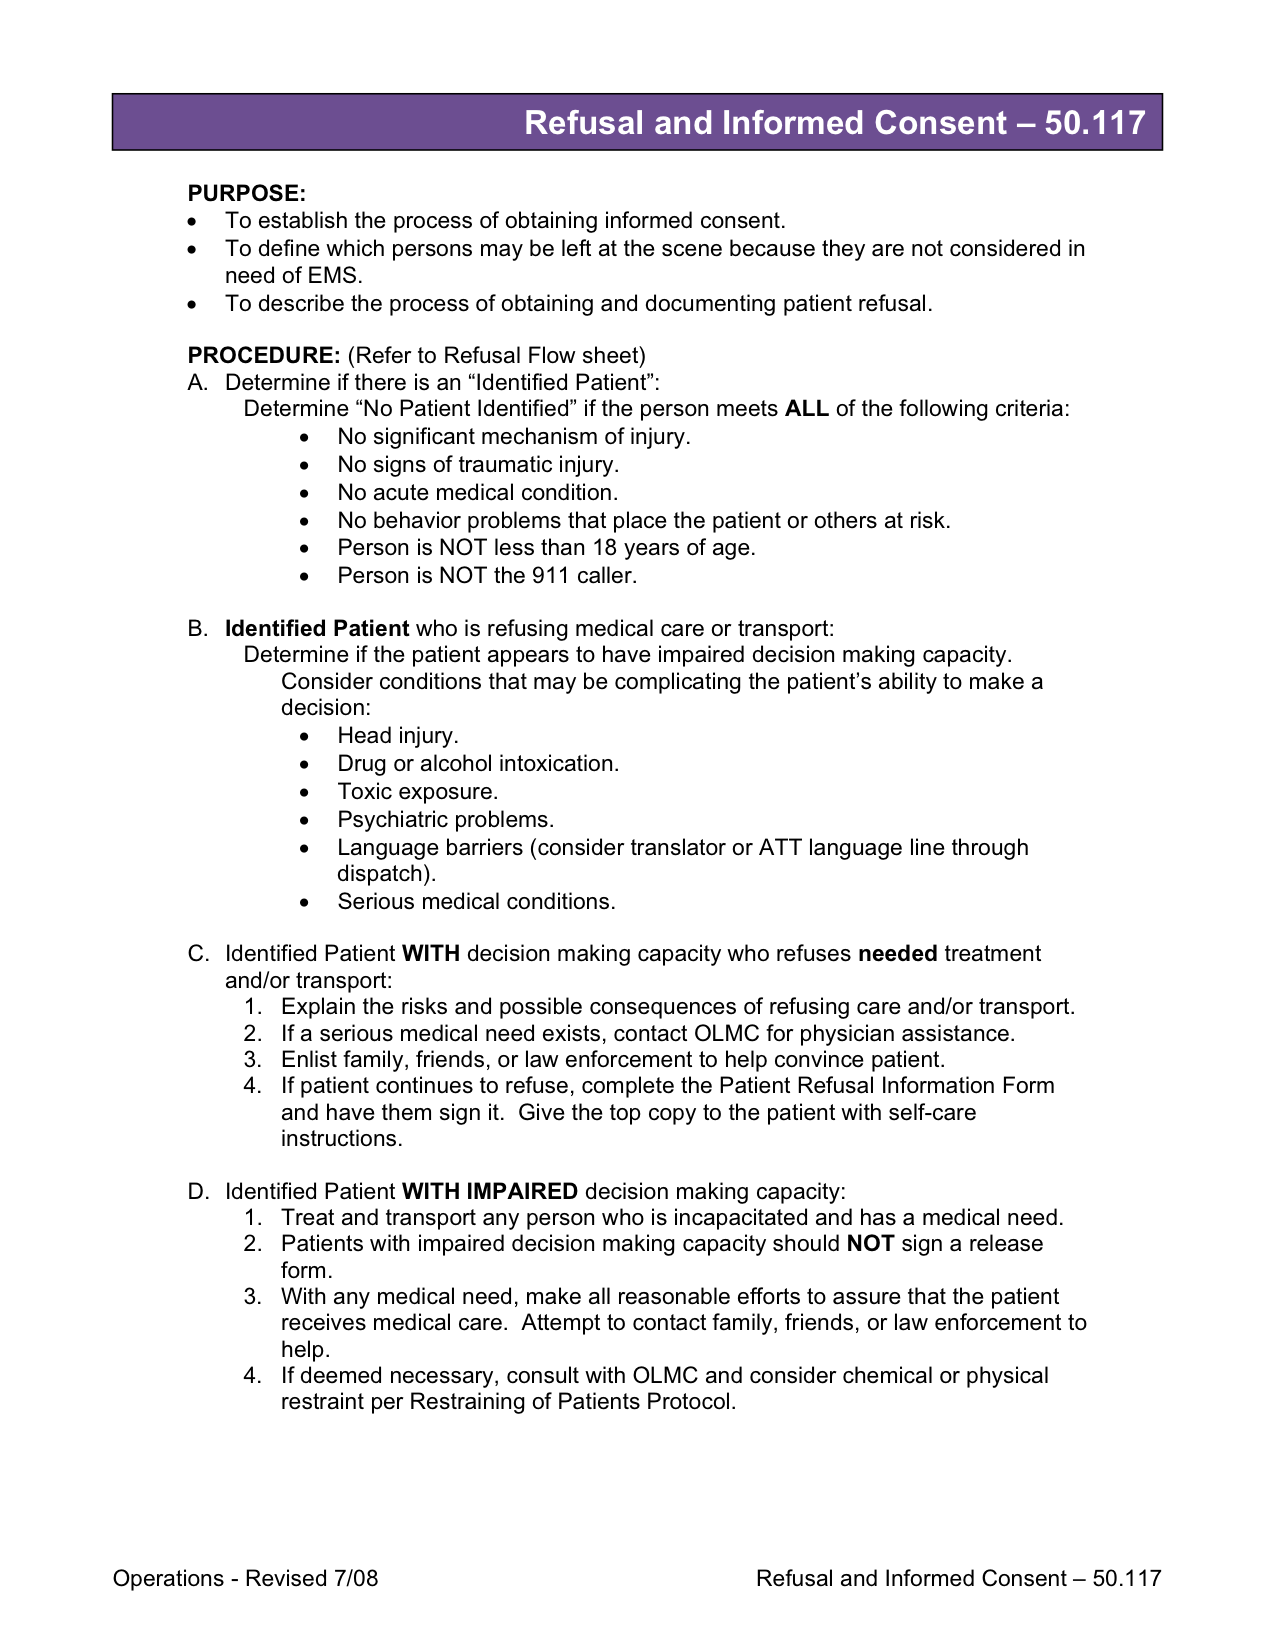 Refusal and Informed Consent – 50.117
PURPOSE:
• To establish the process of obtaining informed consent.
• To define which persons may be left at the scene because they are not considered in
need of EMS.
• To describe the process of obtaining and documenting patient refusal.
PROCEDURE: (Refer to Refusal Flow sheet)
A. Determine if there is an “Identified Patient”:
Determine “No Patient Identified” if the person meets ALL of the following criteria:
• No significant mechanism of injury.
• No signs of traumatic injury.
• No acute medical condition.
• No behavior problems that place the patient or others at risk.
• Person is NOT less than 18 years of age.
• Person is NOT the 911 caller.
B. Identified Patient who is refusing medical care or transport:
Determine if the patient appears to have impaired decision making capacity.
Consider conditions that may be complicating the patient’s ability to make a
decision:
• Head injury.
• Drug or alcohol intoxication.
• Toxic exposure.
• Psychiatric problems.
• Language barriers (consider translator or ATT language line through
dispatch).
• Serious medical conditions.
C. Identified Patient WITH decision making capacity who refuses needed treatment
and/or transport:
1. Explain the risks and possible consequences of refusing care and/or transport.
2. If a serious medical need exists, contact OLMC for physician assistance.
3. Enlist family, friends, or law enforcement to help convince patient.
4. If patient continues to refuse, complete the Patient Refusal Information Form
and have them sign it.  Give the top copy to the patient with self-care
instructions.
D. Identified Patient WITH IMPAIRED decision making capacity:
1. Treat and transport any person who is incapacitated and has a medical need.
2. Patients with impaired decision making capacity should NOT sign a release
form.
3. With any medical need, make all reasonable efforts to assure that the patient
receives medical care.  Attempt to contact family, friends, or law enforcement to
help.
4. If deemed necessary, consult with OLMC and consider chemical or physical
restraint per Restraining of Patients Protocol.
Operations - Revised 7/08 Refusal and Informed Consent – 50.117